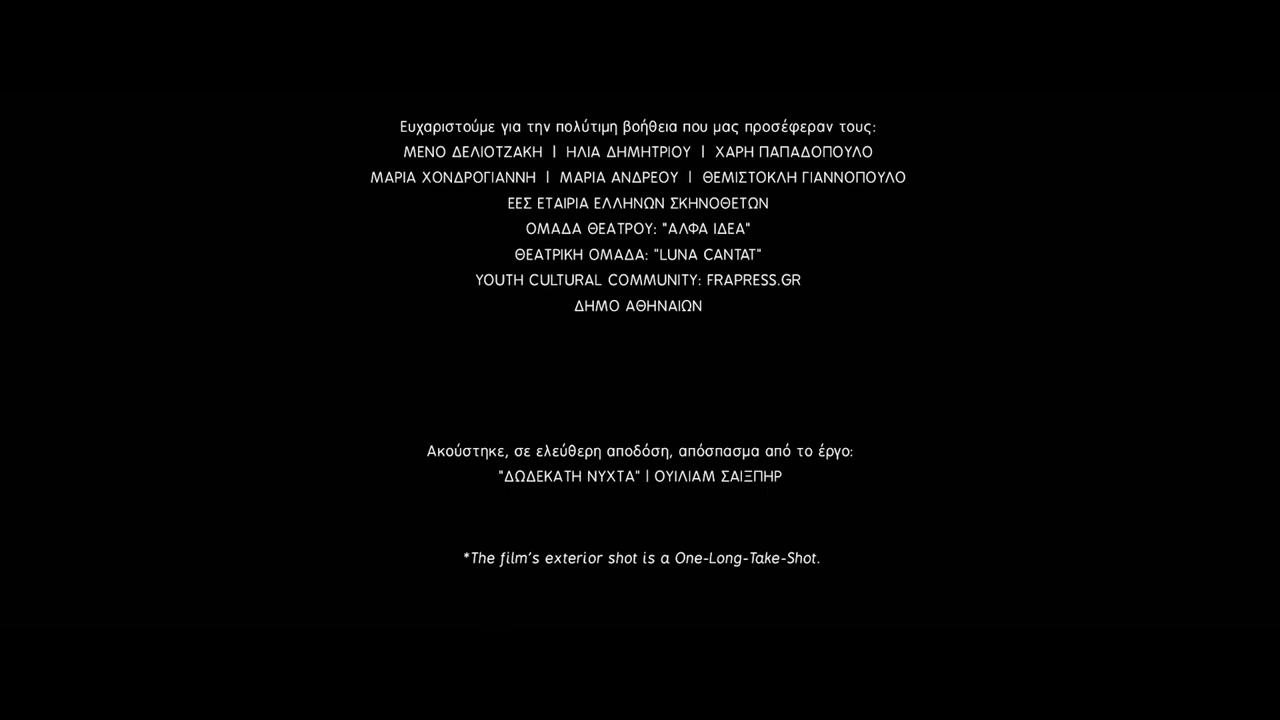 Ευχαριστούμε για την πολύτιμη βοήθεια που μας προσέφεραν τους:
ΜΕΝΟ ΔΕΛΙΟΤΖΑΚΗ | ΗΛΙΑ ΔΗΜΗΤΡΙΟΥ | ΧΑΡΗ ΠΑΠΑΔΟΠΟΥΛΟ
ΜΑΡΙΑ ΧΟΝΔΡΟΓΙΑΝΝΗ | ΜΑΡΙΑ ΑΝΔΡΕΟΥ | ΘΕΜΙΣΤΟΚΛΗ ΓΙΑΝΝΟΠΟΥΛΟ
ΕΕΣ ΕΤΑΙΡΙΑ ΕΛΛΗΝΩΝ ΣΚΗΝΟΘΕΤΩΝ
ΟΜΑΔΑ ΘΕΑΤΡΟΥ: "ΑΛΦΑ ΙΔΕΑ"
ΘΕΑΤΡΙΚΗ ΟΜΑΔΑ: "LUNA CANTAT"
YOUTH CULTURAL COMMUNITY: FRAPRESS.GR
ΔΗΜΟ ΑΘΗΝΑΙΩΝ
Ακούστηκε, σε ελεύθερη αποδόση, απόσπασμα από το έργο:
"ΔΩΔΕΚΑΤΗ ΝΥΧΤΑ" | ΟΥΙΛΙΑΜ ΣΑΙΞΠΗΡ
*The film's exterior shot is a One-Long-Take-Shot.